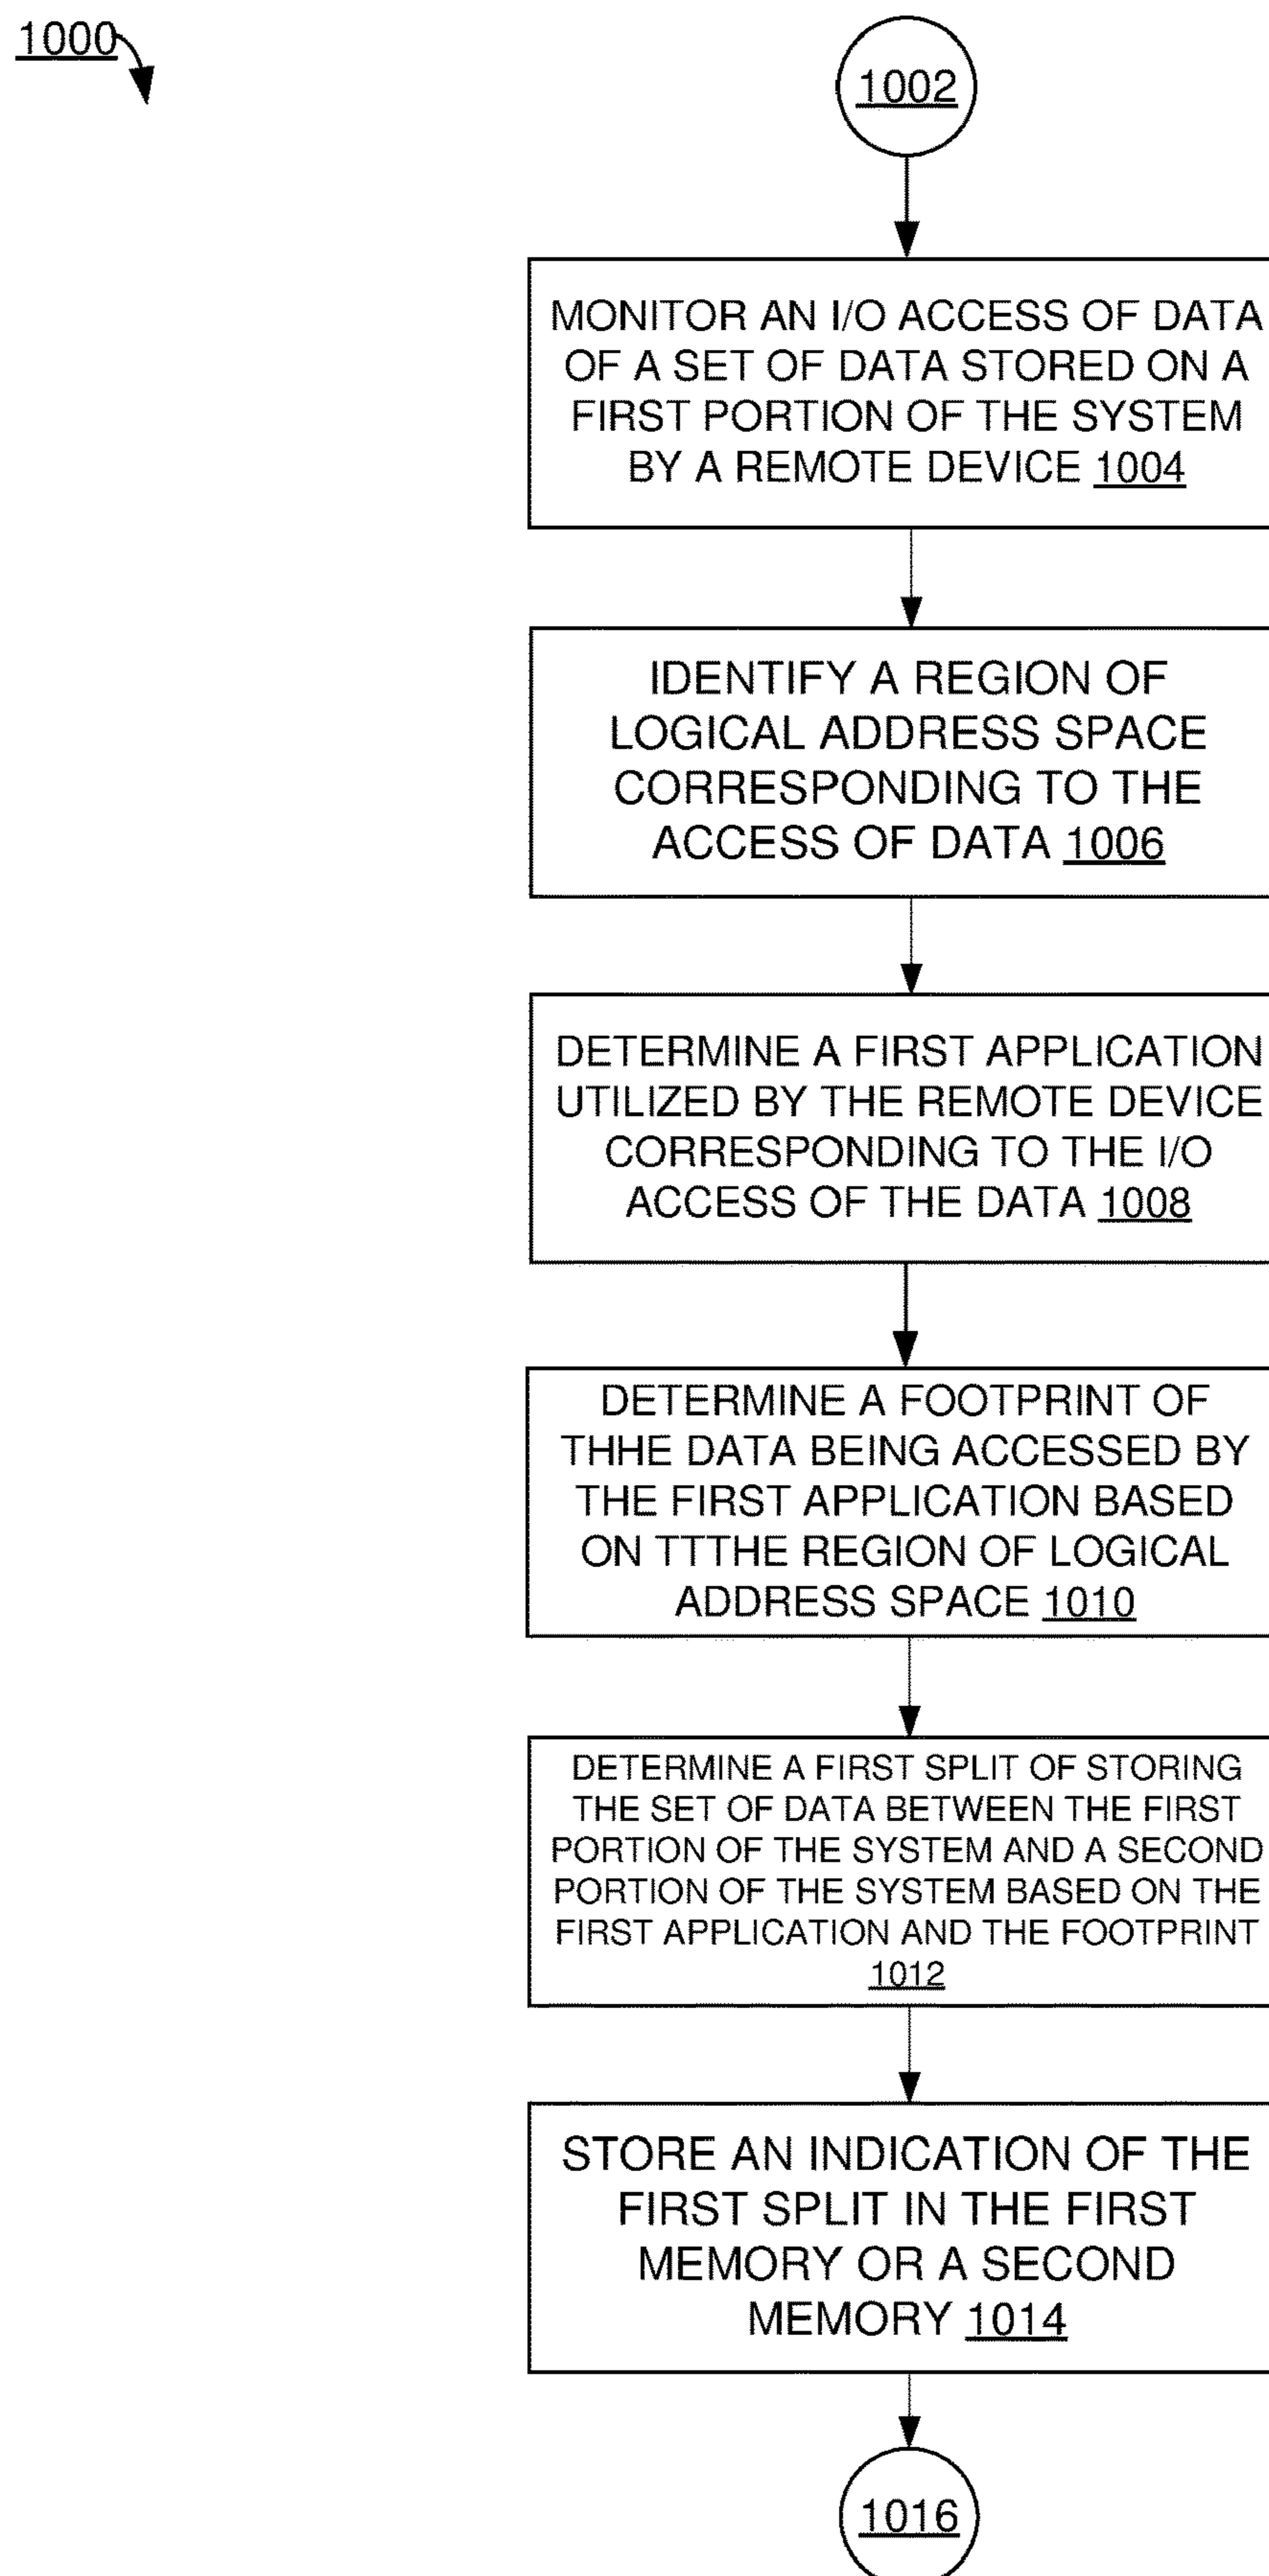 1000
1002
MONITOR AN I/O ACCESS OF DATA
OF A SET OF DATA STORED ON A
FIRST PORTION OF THE SYSTEM
BY A REMOTE DEVICE 1004
IDENTIFY A REGION OF
LOGICAL ADDRESS SPACE
CORRESPONDING TO THE
ACCESS OF DATA 1006
DETERMINE A FIRST APPLICATION
UTILIZED BY THE REMOTE DEVICE
CORRESPONDING TO THE I/O
ACCESS OF THE DATA 1008
DETERMINE A FOOTPRINT OF
THHE DATA BEING ACCESSED BY
THE FIRST APPLICATION BASED
ON TTTHE REGION OF LOGICAL
ADDRESS SPACE 1010
DETERMINE A FIRST SPLIT OF STORING
THE SET OF DATA BETWEEN THE FIRST
PORTION OF THE SYSTEM AND A SECOND
PORTION OF THE SYSTEM BASED ON THE
FIRST APPLICATION AND THE FOOTPRINT
1012
STORE AN INDICATION OF THE
FIRST SPLIT IN THE FIRST
MEMORY OR A SECOND
MEMORY 1014
1016